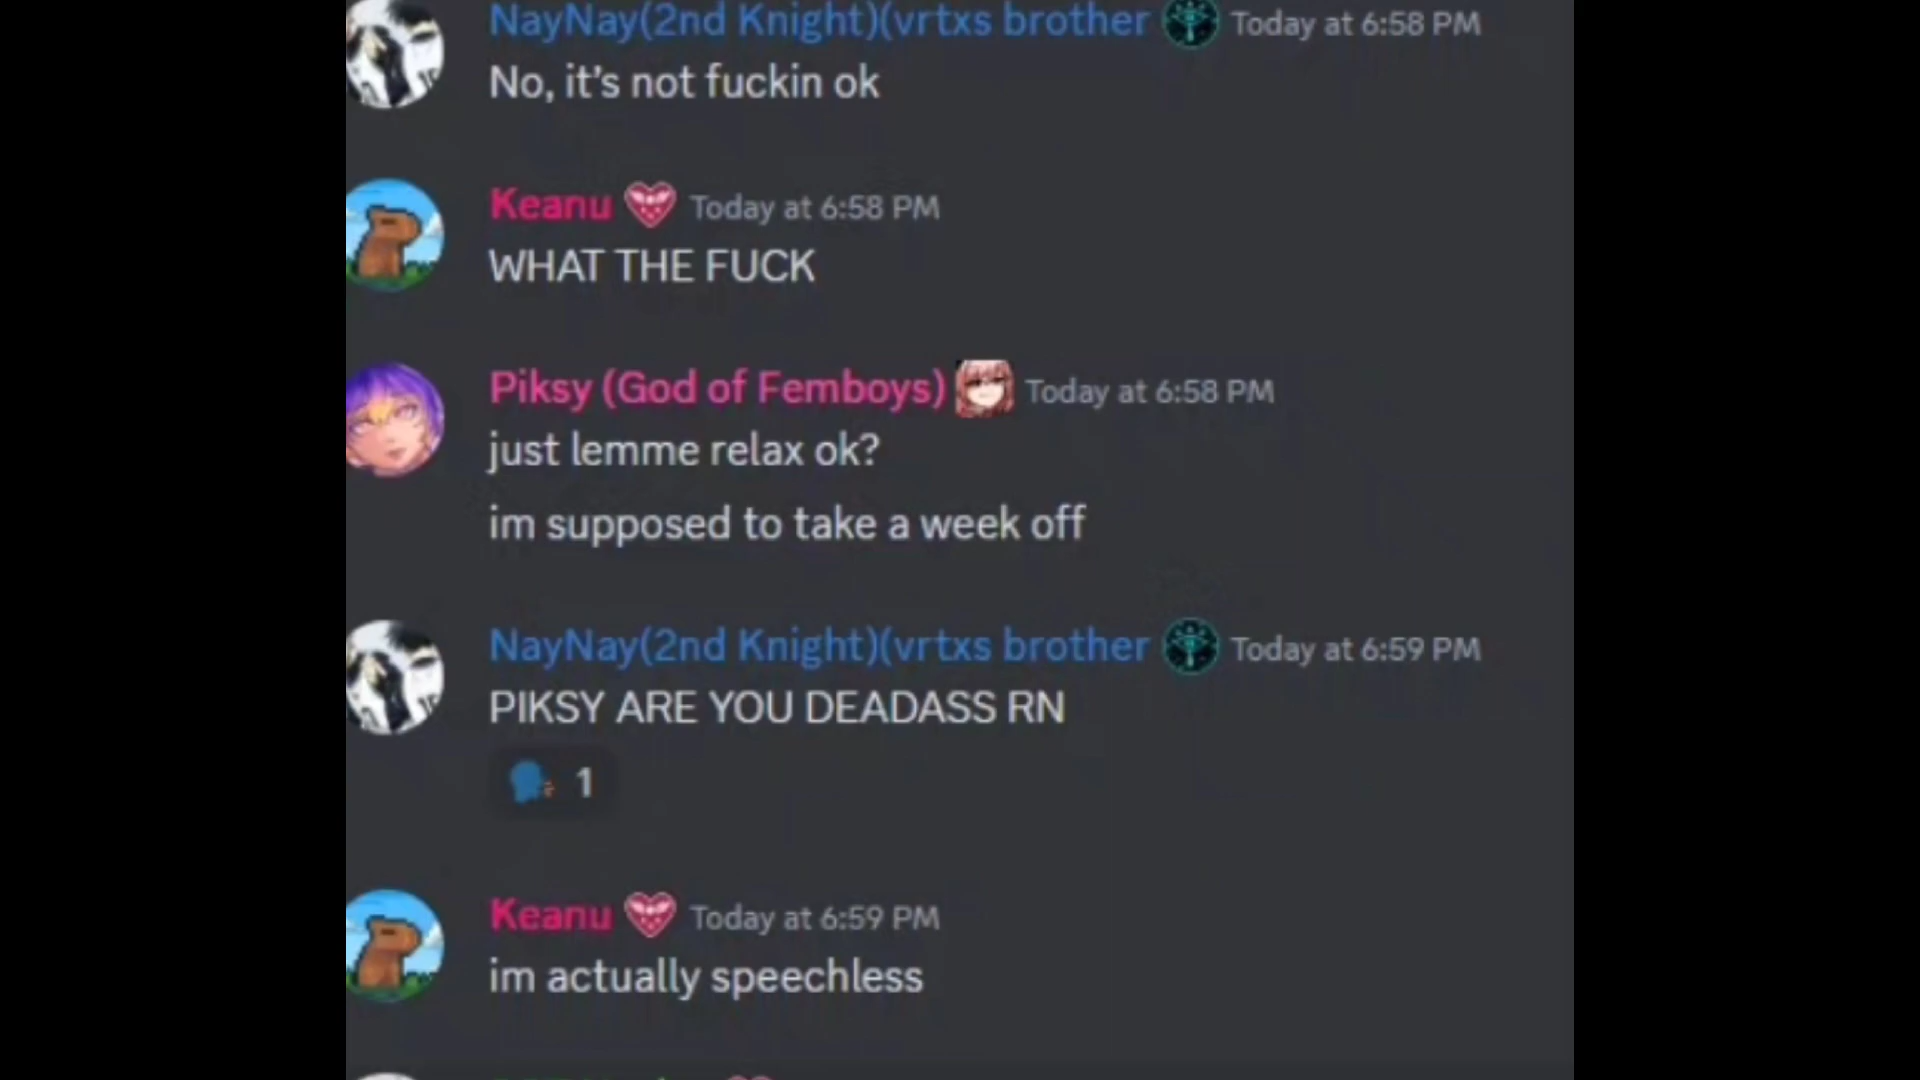 NayNay(2nd Knight)(vrtxs brother Today at 6:58 PM
No, it's not fuckin ok
Keanu Today at 6:58 PM
WHAT THE FUCK
Piksy (God of Femboys) Today at 6:58 PM
just lemme relax ok?
im supposed to take a week off
NayNay(2nd Knight)(vrtxs brother Today at 6:59 PM
PIKSY ARE YOU DEADASS RN
1
Keanu Today at 6:59 PM
im actually speechless